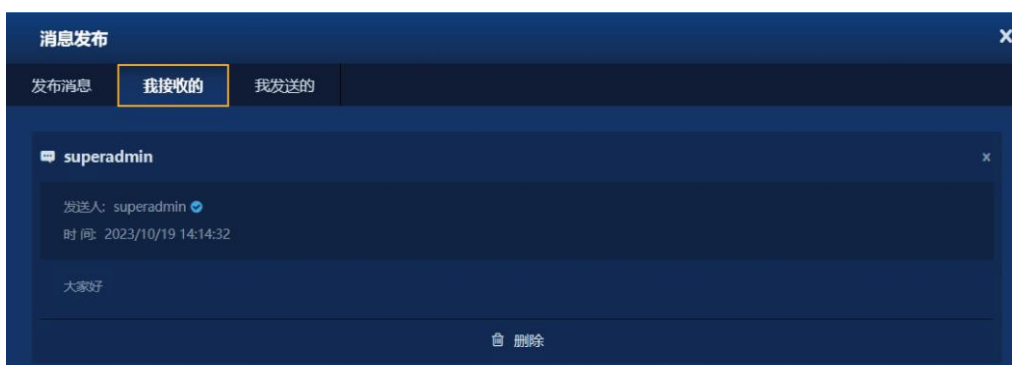 消息发布
发布消息 我接收的 我发送的
superadmin
发送人: superadmin
时间: 2023/10/19 14:14:32
大家好
删除